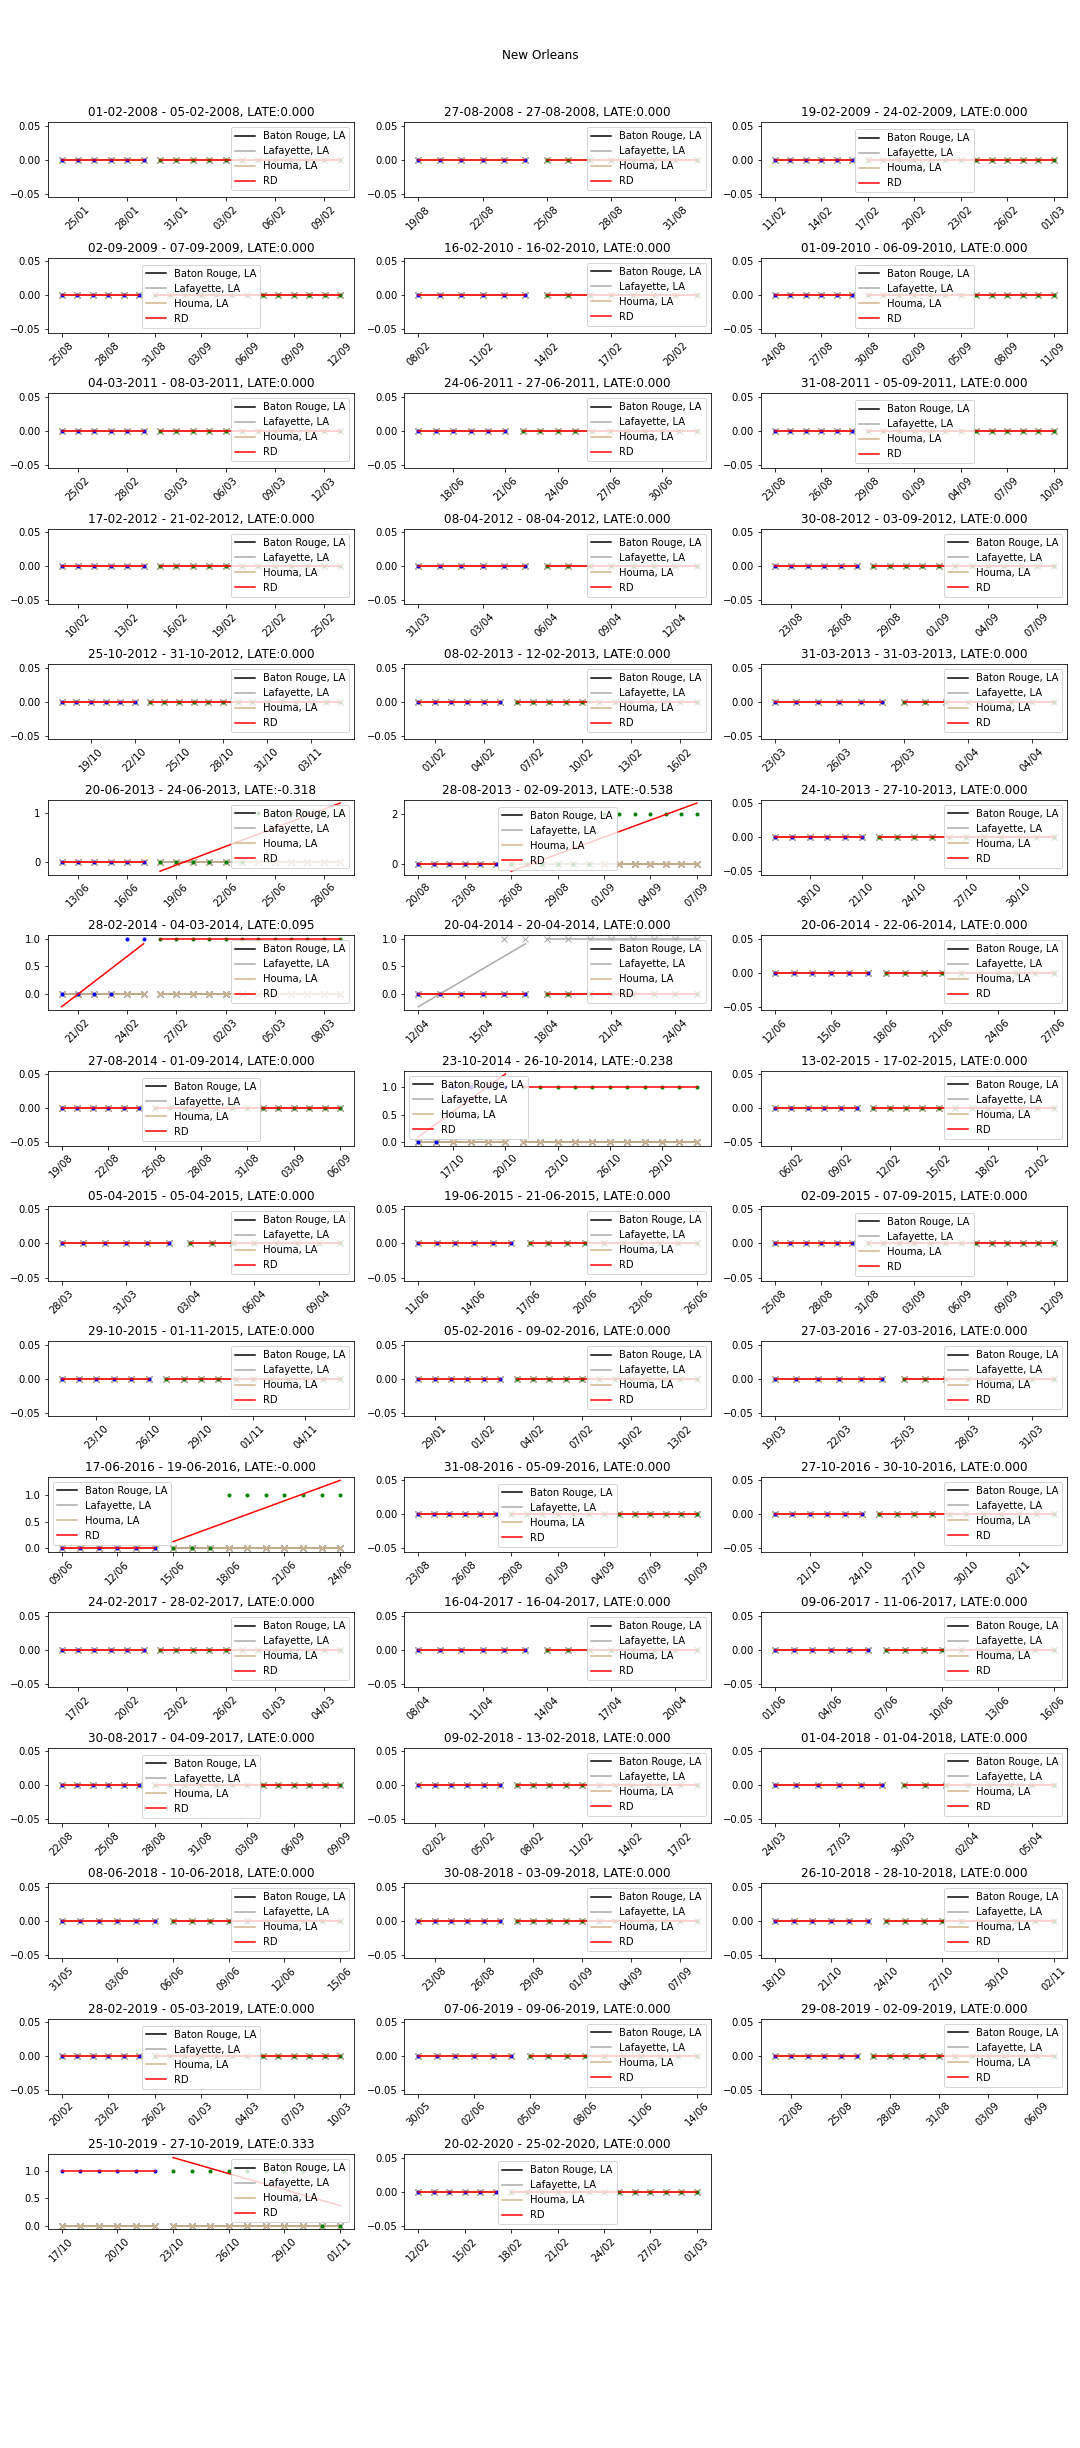 New Orleans
01-02-2008 - 05-02-2008, LATE:0.000 27-08-2008 - 27-08-2008, LATE:0.000 19-02-2009 - 24-02-2009, LATE:0.000
0.05 0.00 −0.05 Baton Rouge, LA Lafayette, LA Houma, LA RD 0.05 0.00 −0.05 Baton Rouge, LA Lafayette, LA Houma, LA RD 0.05 0.00 −0.05 Baton Rouge, LA Lafayette, LA Houma, LA RD
25/01 28/01 31/01 03/02 06/02 09/02 19/08 22/08 25/08 28/08 31/08 11/02 14/02 17/02 20/02 23/02 26/02 01/03
02-09-2009 - 07-09-2009, LATE:0.000 16-02-2010 - 16-02-2010, LATE:0.000 01-09-2010 - 06-09-2010, LATE:0.000
0.05 0.00 −0.05 Baton Rouge, LA Lafayette, LA Houma, LA RD 0.05 0.00 −0.05 Baton Rouge, LA Lafayette, LA Houma, LA RD 0.05 0.00 −0.05 Baton Rouge, LA Lafayette, LA Houma, LA RD
25/08 28/08 31/08 03/09 06/09 09/09 12/09 08/02 11/02 14/02 17/02 20/02 24/08 27/08 30/08 02/09 05/09 08/09 11/09
04-03-2011 - 08-03-2011, LATE:0.000 24-06-2011 - 27-06-2011, LATE:0.000 31-08-2011 - 05-09-2011, LATE:0.000
0.05 0.00 −0.05 Baton Rouge, LA Lafayette, LA Houma, LA RD 0.05 0.00 −0.05 Baton Rouge, LA Lafayette, LA Houma, LA RD 0.05 0.00 −0.05 Baton Rouge, LA Lafayette, LA Houma, LA RD
25/02 28/02 03/03 06/03 09/03 12/03 18/06 21/06 24/06 27/06 30/06 23/08 26/08 29/08 01/09 04/09 07/09 10/09
17-02-2012 - 21-02-2012, LATE:0.000 08-04-2012 - 08-04-2012, LATE:0.000 30-08-2012 - 03-09-2012, LATE:0.000
0.05 0.00 −0.05 Baton Rouge, LA Lafayette, LA Houma, LA RD 0.05 0.00 −0.05 Baton Rouge, LA Lafayette, LA Houma, LA RD 0.05 0.00 −0.05 Baton Rouge, LA Lafayette, LA Houma, LA RD
10/02 13/02 16/02 19/02 22/02 25/02 31/03 03/04 06/04 09/04 12/04 23/08 26/08 29/08 01/09 04/09 07/09
25-10-2012 - 31-10-2012, LATE:0.000 08-02-2013 - 12-02-2013, LATE:0.000 31-03-2013 - 31-03-2013, LATE:0.000
0.05 0.00 −0.05 Baton Rouge, LA Lafayette, LA Houma, LA RD 0.05 0.00 −0.05 Baton Rouge, LA Lafayette, LA Houma, LA RD 0.05 0.00 −0.05 Baton Rouge, LA Lafayette, LA Houma, LA RD
19/10 22/10 25/10 28/10 31/10 03/11 01/02 04/02 07/02 10/02 13/02 16/02 23/03 26/03 29/03 01/04 04/04
20-06-2013 - 24-06-2013, LATE:-0.318 28-08-2013 - 02-09-2013, LATE:-0.538 24-10-2013 - 27-10-2013, LATE:0.000
1 0 Baton Rouge, LA Lafayette, LA Houma, LA RD 2 0 Baton Rouge, LA Lafayette, LA Houma, LA RD 0.05 0.00 −0.05 Baton Rouge, LA Lafayette, LA Houma, LA RD
13/06 16/06 19/06 22/06 25/06 28/06 20/08 23/08 26/08 29/08 01/09 04/09 07/09 18/10 21/10 24/10 27/10 30/10
28-02-2014 - 04-03-2014, LATE:0.095 20-04-2014 - 20-04-2014, LATE:0.000 20-06-2014 - 22-06-2014, LATE:0.000
1.0 0.5 0.0 Baton Rouge, LA Lafayette, LA Houma, LA RD 1.0 0.5 0.0 Baton Rouge, LA Lafayette, LA Houma, LA RD 0.05 0.00 −0.05 Baton Rouge, LA Lafayette, LA Houma, LA RD
21/02 24/02 27/02 02/03 05/03 08/03 12/04 15/04 18/04 21/04 24/04 12/06 15/06 18/06 21/06 24/06 27/06
27-08-2014 - 01-09-2014, LATE:0.000 23-10-2014 - 26-10-2014, LATE:-0.238 13-02-2015 - 17-02-2015, LATE:0.000
0.05 0.00 −0.05 Baton Rouge, LA Lafayette, LA Houma, LA RD 1.0 0.5 0.0 Baton Rouge, LA Lafayette, LA Houma, LA RD 0.05 0.00 −0.05 Baton Rouge, LA Lafayette, LA Houma, LA RD
19/08 22/08 25/08 28/08 31/08 03/09 06/09 17/10 20/10 23/10 26/10 29/10 06/02 09/02 12/02 15/02 18/02 21/02
05-04-2015 - 05-04-2015, LATE:0.000 19-06-2015 - 21-06-2015, LATE:0.000 02-09-2015 - 07-09-2015, LATE:0.000
0.05 0.00 −0.05 Baton Rouge, LA Lafayette, LA Houma, LA RD 0.05 0.00 −0.05 Baton Rouge, LA Lafayette, LA Houma, LA RD 0.05 0.00 −0.05 Baton Rouge, LA Lafayette, LA Houma, LA RD
28/03 31/03 03/04 06/04 09/04 11/06 14/06 17/06 20/06 23/06 26/06 25/08 28/08 31/08 03/09 06/09 09/09 12/09
29-10-2015 - 01-11-2015, LATE:0.000 05-02-2016 - 09-02-2016, LATE:0.000 27-03-2016 - 27-03-2016, LATE:0.000
0.05 0.00 −0.05 Baton Rouge, LA Lafayette, LA Houma, LA RD 0.05 0.00 −0.05 Baton Rouge, LA Lafayette, LA Houma, LA RD 0.05 0.00 −0.05 Baton Rouge, LA Lafayette, LA Houma, LA RD
23/10 26/10 29/10 01/11 04/11 29/01 01/02 04/02 07/02 10/02 13/02 19/03 22/03 25/03 28/03 31/03
17-06-2016 - 19-06-2016, LATE:-0.000 31-08-2016 - 05-09-2016, LATE:0.000 27-10-2016 - 30-10-2016, LATE:0.000
1.0 0.5 0.0 Baton Rouge, LA Lafayette, LA Houma, LA RD 0.05 0.00 −0.05 Baton Rouge, LA Lafayette, LA Houma, LA RD 0.05 0.00 −0.05 Baton Rouge, LA Lafayette, LA Houma, LA RD
09/06 12/06 15/06 18/06 21/06 24/06 23/08 26/08 29/08 01/09 04/09 07/09 10/09 21/10 24/10 27/10 30/10 02/11
24-02-2017 - 28-02-2017, LATE:0.000 16-04-2017 - 16-04-2017, LATE:0.000 09-06-2017 - 11-06-2017, LATE:0.000
0.05 0.00 −0.05 Baton Rouge, LA Lafayette, LA Houma, LA RD 0.05 0.00 −0.05 Baton Rouge, LA Lafayette, LA Houma, LA RD 0.05 0.00 −0.05 Baton Rouge, LA Lafayette, LA Houma, LA RD
17/02 20/02 23/02 26/02 01/03 04/03 08/04 11/04 14/04 17/04 20/04 01/06 04/06 07/06 10/06 13/06 16/06
30-08-2017 - 04-09-2017, LATE:0.000 09-02-2018 - 13-02-2018, LATE:0.000 01-04-2018 - 01-04-2018, LATE:0.000
0.05 0.00 −0.05 Baton Rouge, LA Lafayette, LA Houma, LA RD 0.05 0.00 −0.05 Baton Rouge, LA Lafayette, LA Houma, LA RD 0.05 0.00 −0.05 Baton Rouge, LA Lafayette, LA Houma, LA RD
22/08 25/08 28/08 31/08 03/09 06/09 09/09 02/02 05/02 08/02 11/02 14/02 17/02 24/03 27/03 30/03 02/04 05/04
08-06-2018 - 10-06-2018, LATE:0.000 30-08-2018 - 03-09-2018, LATE:0.000 26-10-2018 - 28-10-2018, LATE:0.000
0.05 0.00 −0.05 Baton Rouge, LA Lafayette, LA Houma, LA RD 0.05 0.00 −0.05 Baton Rouge, LA Lafayette, LA Houma, LA RD 0.05 0.00 −0.05 Baton Rouge, LA Lafayette, LA Houma, LA RD
31/05 03/06 06/06 09/06 12/06 15/06 23/08 26/08 29/08 01/09 04/09 07/09 18/10 21/10 24/10 27/10 30/10 02/11
28-02-2019 - 05-03-2019, LATE:0.000 07-06-2019 - 09-06-2019, LATE:0.000 29-08-2019 - 02-09-2019, LATE:0.000
0.05 0.00 −0.05 Baton Rouge, LA Lafayette, LA Houma, LA RD 0.05 0.00 −0.05 Baton Rouge, LA Lafayette, LA Houma, LA RD 0.05 0.00 −0.05 Baton Rouge, LA Lafayette, LA Houma, LA RD
20/02 23/02 26/02 01/03 04/03 07/03 10/03 30/05 02/06 05/06 08/06 11/06 14/06 22/08 25/08 28/08 31/08 03/09 06/09
25-10-2019 - 27-10-2019, LATE:0.333 20-02-2020 - 25-02-2020, LATE:0.000
1.0 0.5 0.0 Baton Rouge, LA Lafayette, LA Houma, LA RD 0.05 0.00 −0.05 Baton Rouge, LA Lafayette, LA Houma, LA RD
17/10 20/10 23/10 26/10 29/10 01/11 12/02 15/02 18/02 21/02 24/02 27/02 01/03